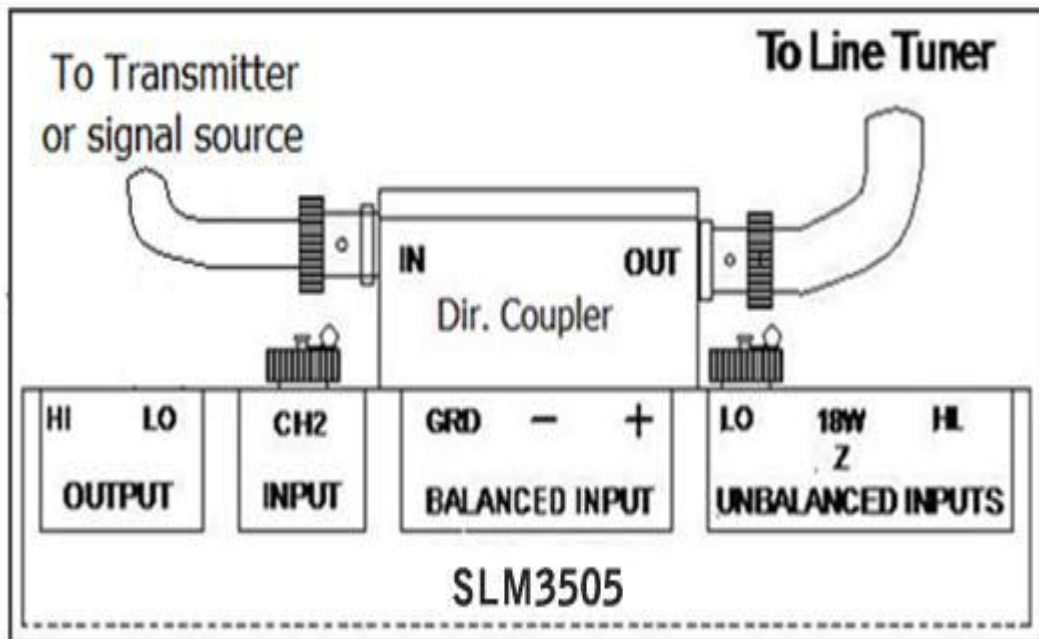 To Transmitter
or signal source
To Line Tuner
IN
OUT
Dir. Coupler
HI LO
OUTPUT
CH2
INPUT
GRD − +
BALANCED INPUT
LO 18W HL
Z
UNBALANCED INPUTS
SLM3505